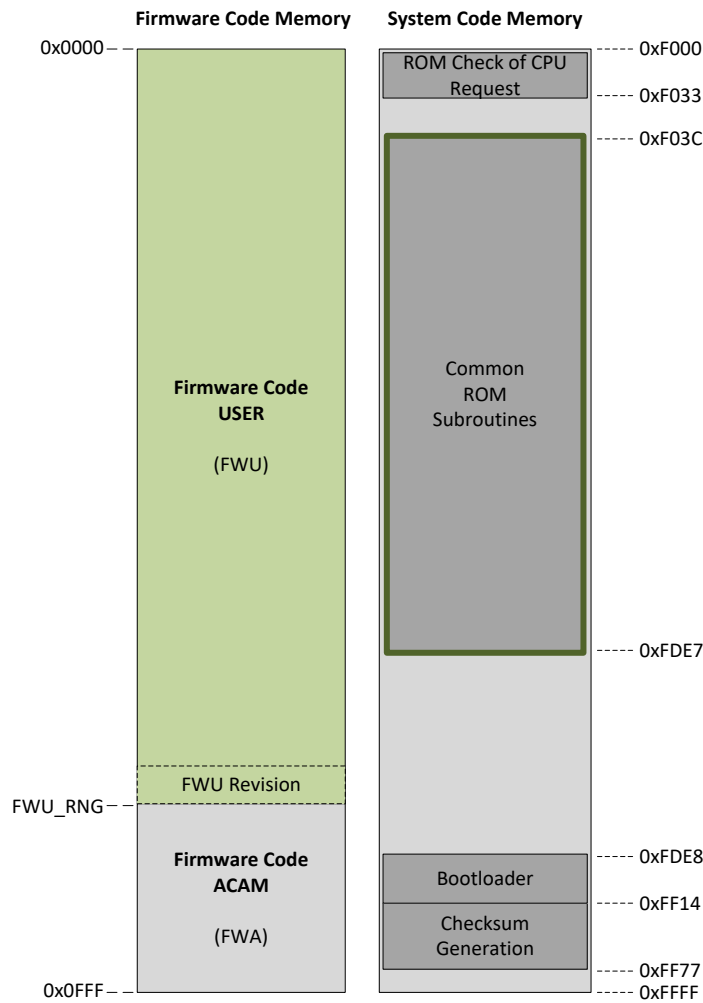 Firmware Code Memory
System Code Memory
0x0000
0xF000
ROM Check of CPU
Request
0xF033
0xF03C
Firmware Code
USER
(FWU)
Common
ROM
Subroutines
0xFDE7
FWU Revision
FWU_RNG
Firmware Code
ACAM
(FWA)
0xFDE8
Bootloader
0xFF14
Checksum
Generation
0xFF77
0x0FFF
0xFFFF